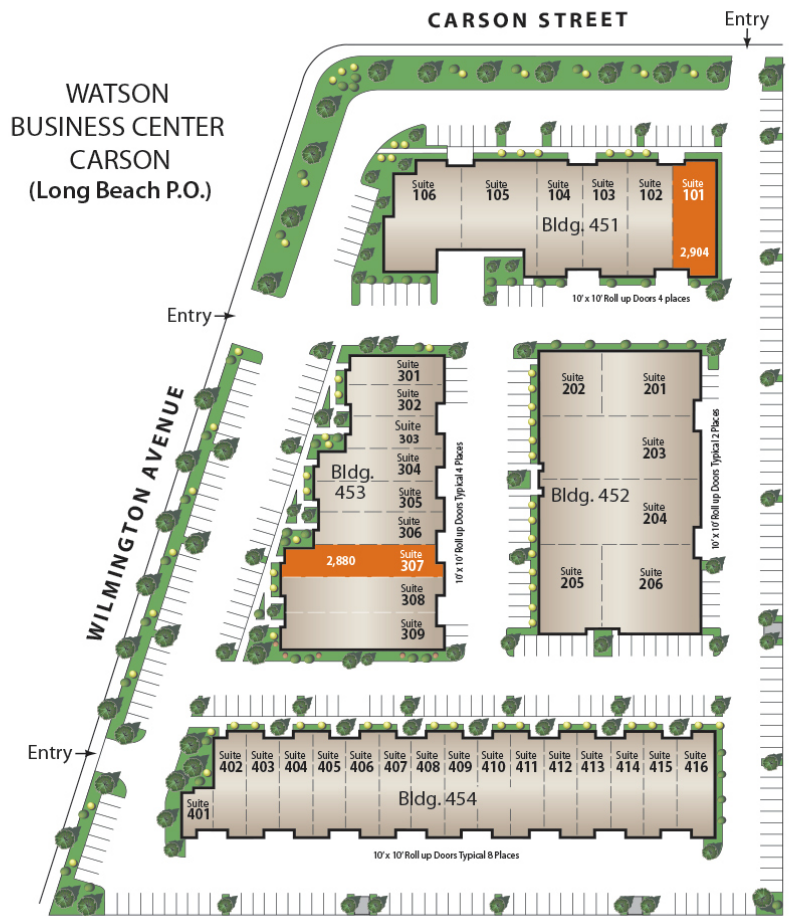 CARSON STREET
Entry
WATSON
BUSINESS CENTER
CARSON
(Long Beach P.O.)
Suite
106
Suite
105
Suite
104
Suite
103
Suite
102
Suite
101
Bldg. 451
2,904
10' x 10' Roll up Doors 4 places
Entry
WILMINGTON AVENUE
Suite
301
Suite
302
Suite
303
Suite
304
Bldg.
453
Suite
305
Suite
306
2,880
Suite
307
Suite
308
Suite
309
10' x 10' Roll up Doors Typical 4 Places
Suite
202
Suite
201
Suite
203
Bldg. 452
Suite
204
Suite
205
Suite
206
10' x 10' Roll up Doors Typical 2 Places
Entry
Suite
401
Suite
402
Suite
403
Suite
404
Suite
405
Suite
406
Suite
407
Suite
408
Suite
409
Suite
410
Suite
411
Suite
412
Suite
413
Suite
414
Suite
415
Suite
416
Bldg. 454
10' x 10' Roll up Doors Typical 8 Places